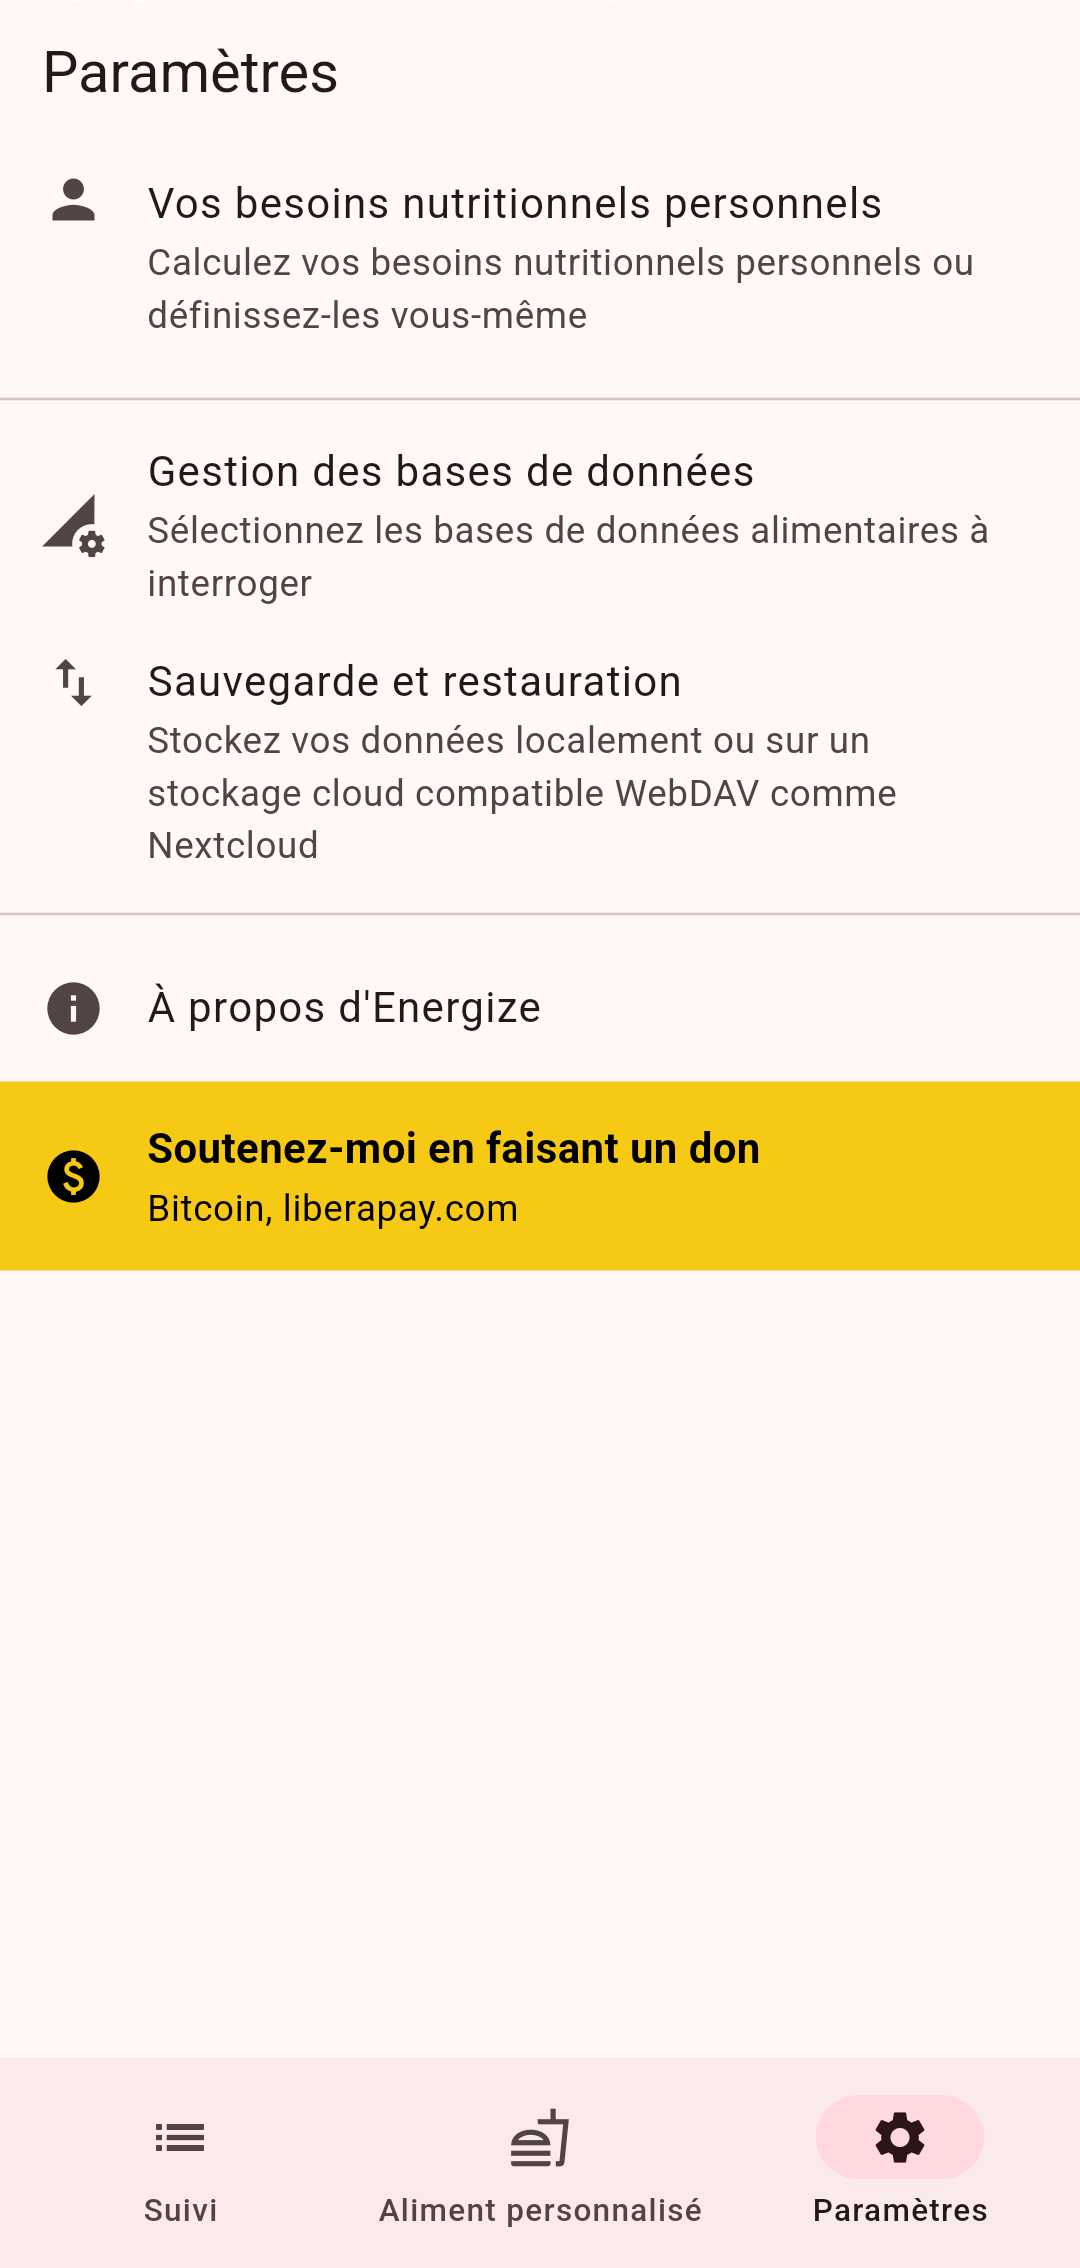 Paramètres
Vos besoins nutritionnels personnels
Calculez vos besoins nutritionnels personnels ou
définissez-les vous-même
Gestion des bases de données
Sélectionnez les bases de données alimentaires à
interroger
Sauvegarde et restauration
Stockez vos données localement ou sur un
stockage cloud compatible WebDAV comme
Nextcloud
À propos d'Energize
Soutenez-moi en faisant un don
Bitcoin, liberapay.com
Suivi
Aliment personnalisé
Paramètres